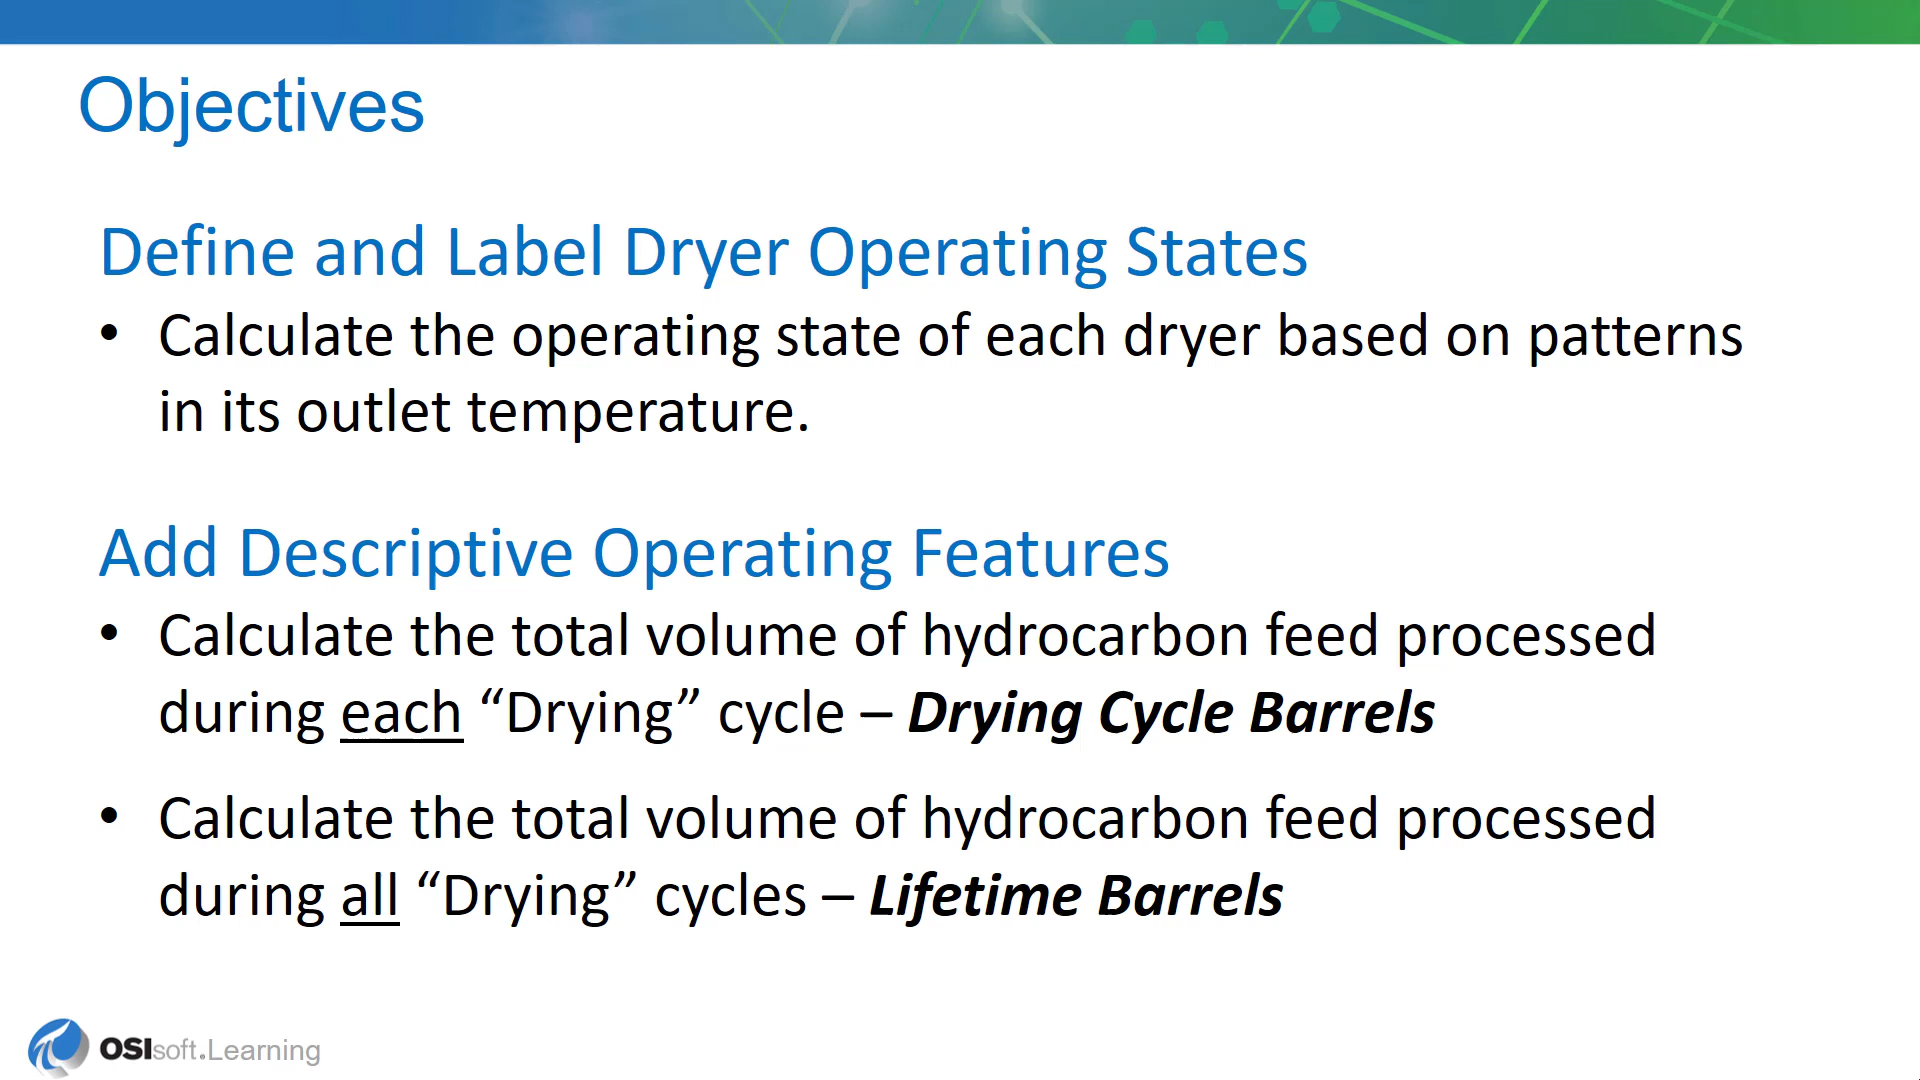 Objectives
Define and Label Dryer Operating States
• Calculate the operating state of each dryer based on patterns
in its outlet temperature.
Add Descriptive Operating Features
• Calculate the total volume of hydrocarbon feed processed
during each “Drying” cycle – Drying Cycle Barrels
• Calculate the total volume of hydrocarbon feed processed
during all “Drying” cycles – Lifetime Barrels
OSIsoft.Learning